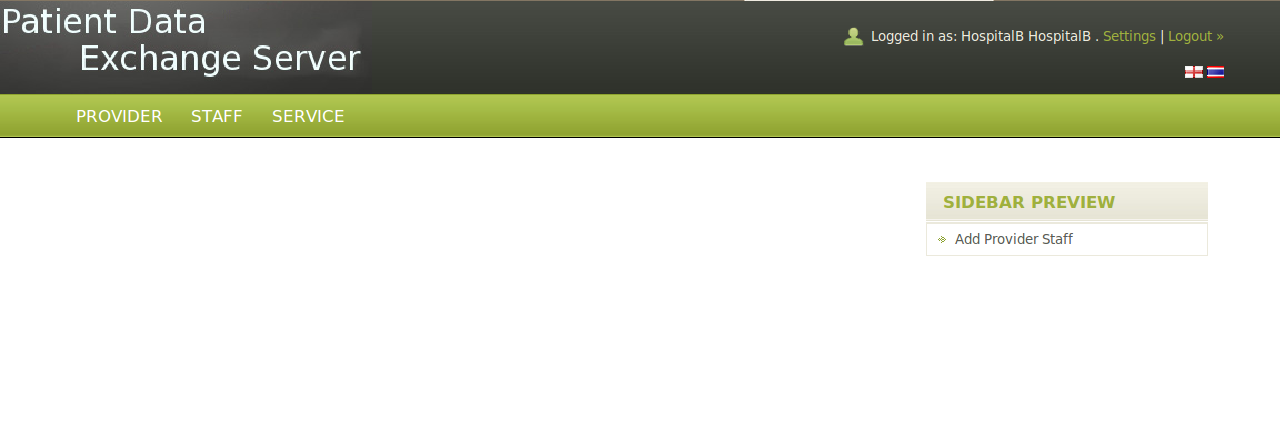 Patient Data
Exchange Server
Logged in as: HospitalB HospitalB . Settings | Logout »
PROVIDER STAFF SERVICE
SIDEBAR PREVIEW
Add Provider Staff